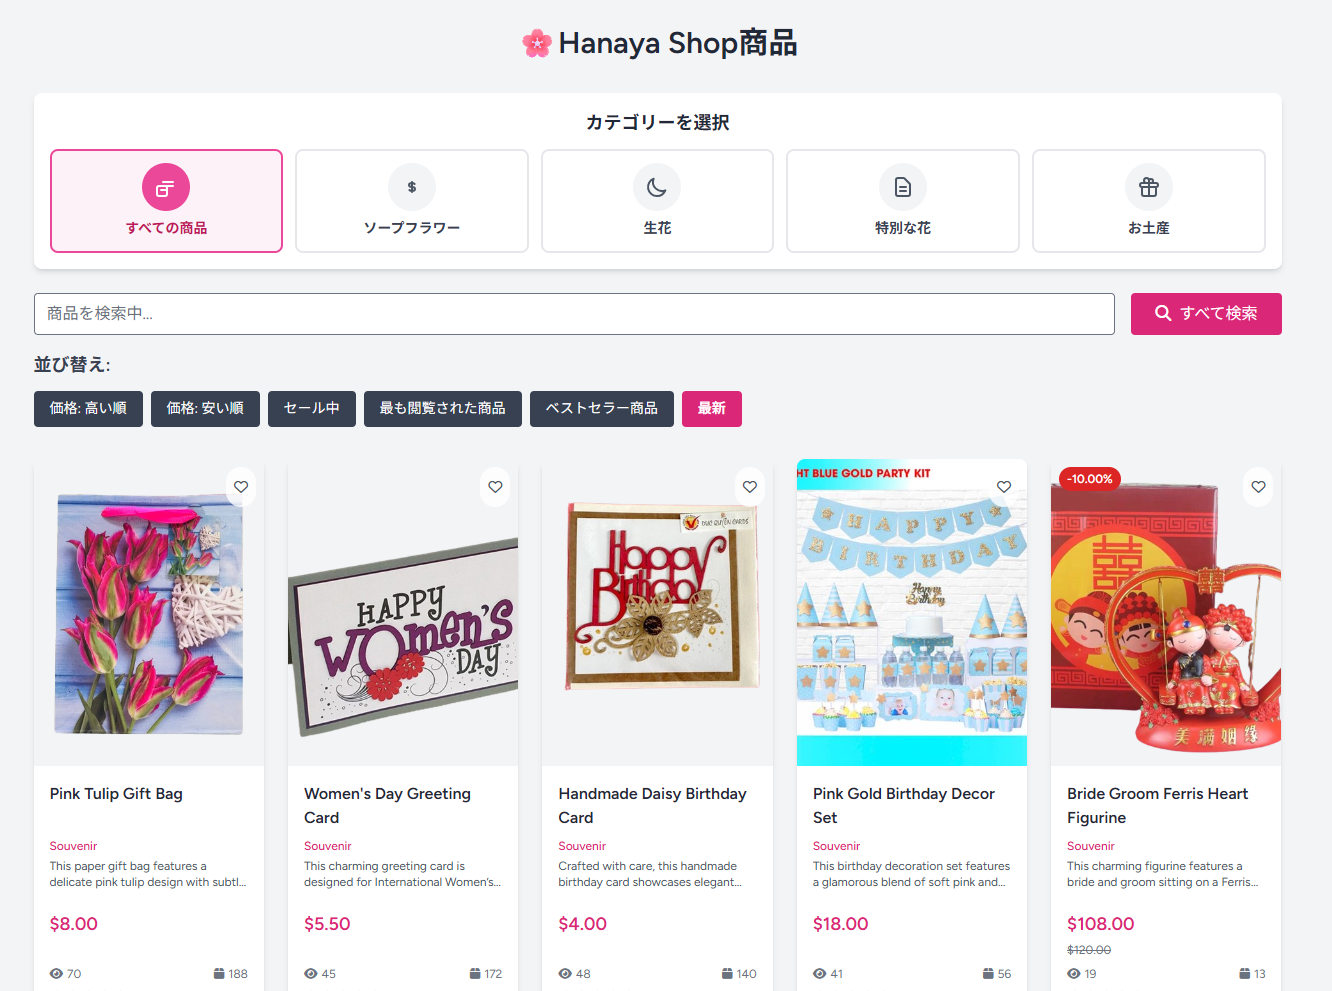 Hanaya Shop商品
カテゴリーを選択
すべての商品
ソープフラワー
生花
特別な花
お土産
商品を検索中...
すべて検索
並び替え:
価格: 高い順
価格: 安い順
セール中
最も閲覧された商品
ベストセラー商品
最新
HAPPY
Women's
DAY
DUC QUYEN CARDS
Happy
Birthday
HT BLUE GOLD PARTY KIT
HAPPY
BIRTHDAY
Happy
Birthday
-10.00%
囍
囍
美满姻缘
Pink Tulip Gift Bag
Souvenir
This paper gift bag features a
delicate pink tulip design with subtl...
$8.00
70
188
Women's Day Greeting
Card
Souvenir
This charming greeting card is
designed for International Women's...
$5.50
45
172
Handmade Daisy Birthday
Card
Souvenir
Crafted with care, this handmade
birthday card showcases elegant...
$4.00
48
140
Pink Gold Birthday Decor
Set
Souvenir
This birthday decoration set features
a glamorous blend of soft pink and...
$18.00
41
56
Bride Groom Ferris Heart
Figurine
Souvenir
This charming figurine features a
bride and groom sitting on a Ferris...
$108.00
$120.00
19
13